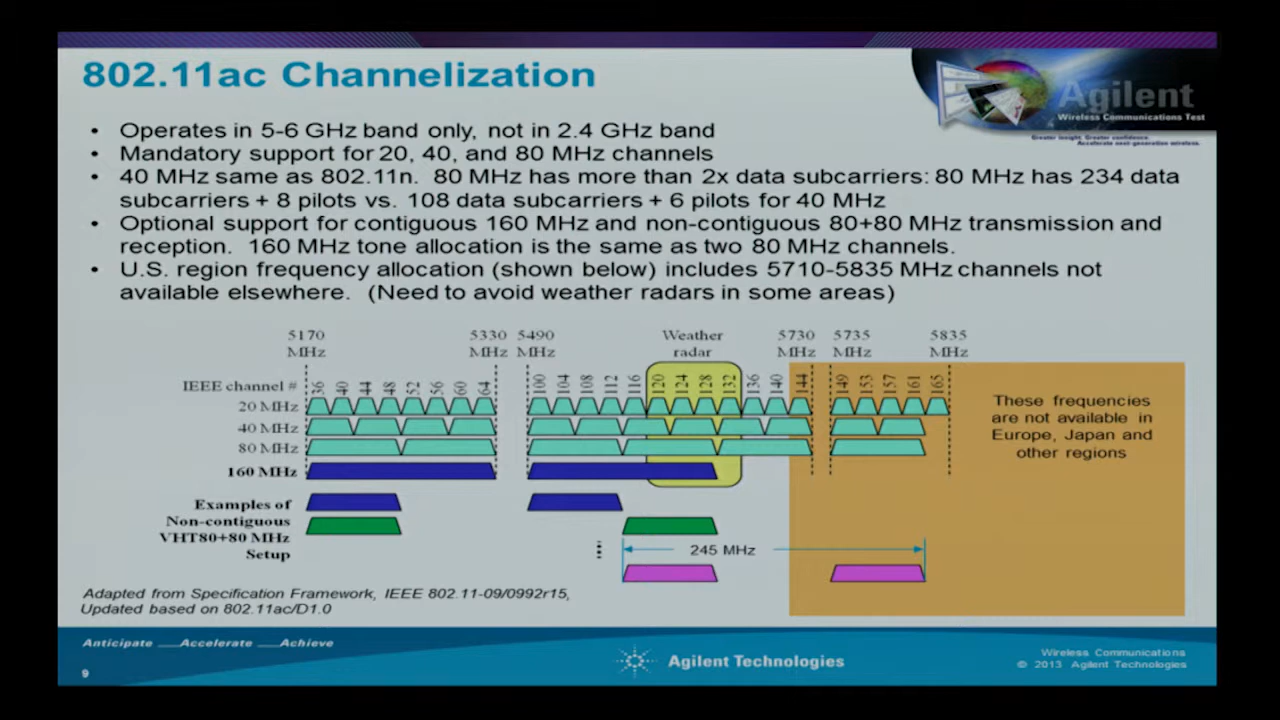 802.11ac Channelization
Agilent
Wireless Communications Test
Greater insight. Greater confidence.
Accelerate next-generation wireless.
• Operates in 5-6 GHz band only, not in 2.4 GHz band
• Mandatory support for 20, 40, and 80 MHz channels
• 40 MHz same as 802.11n. 80 MHz has more than 2x data subcarriers: 80 MHz has 234 data
subcarriers + 8 pilots vs. 108 data subcarriers + 6 pilots for 40 MHz
• Optional support for contiguous 160 MHz and non-contiguous 80+80 MHz transmission and
reception. 160 MHz tone allocation is the same as two 80 MHz channels.
• U.S. region frequency allocation (shown below) includes 5710-5835 MHz channels not
available elsewhere. (Need to avoid weather radars in some areas)
5170 5330 5490 Weather 5730 5735 5835
MHz MHz MHz radar MHz MHz MHz
IEEE channel # 36 40 44 48 52 56 60 64 100 104 108 112 116 120 124 128 132 136 140 144 149 153 157 161 165
20 MHz
40 MHz
80 MHz
160 MHz
These frequencies
are not available in
Europe, Japan and
other regions
Examples of
Non-contiguous
VHT80+80 MHz
Setup
245 MHz
Adapted from Specification Framework, IEEE 802.11-09/0992r15,
Updated based on 802.11ac/D1.0
Anticipate Accelerate Achieve
9
Agilent Technologies
Wireless Communications
© 2013 Agilent Technologies